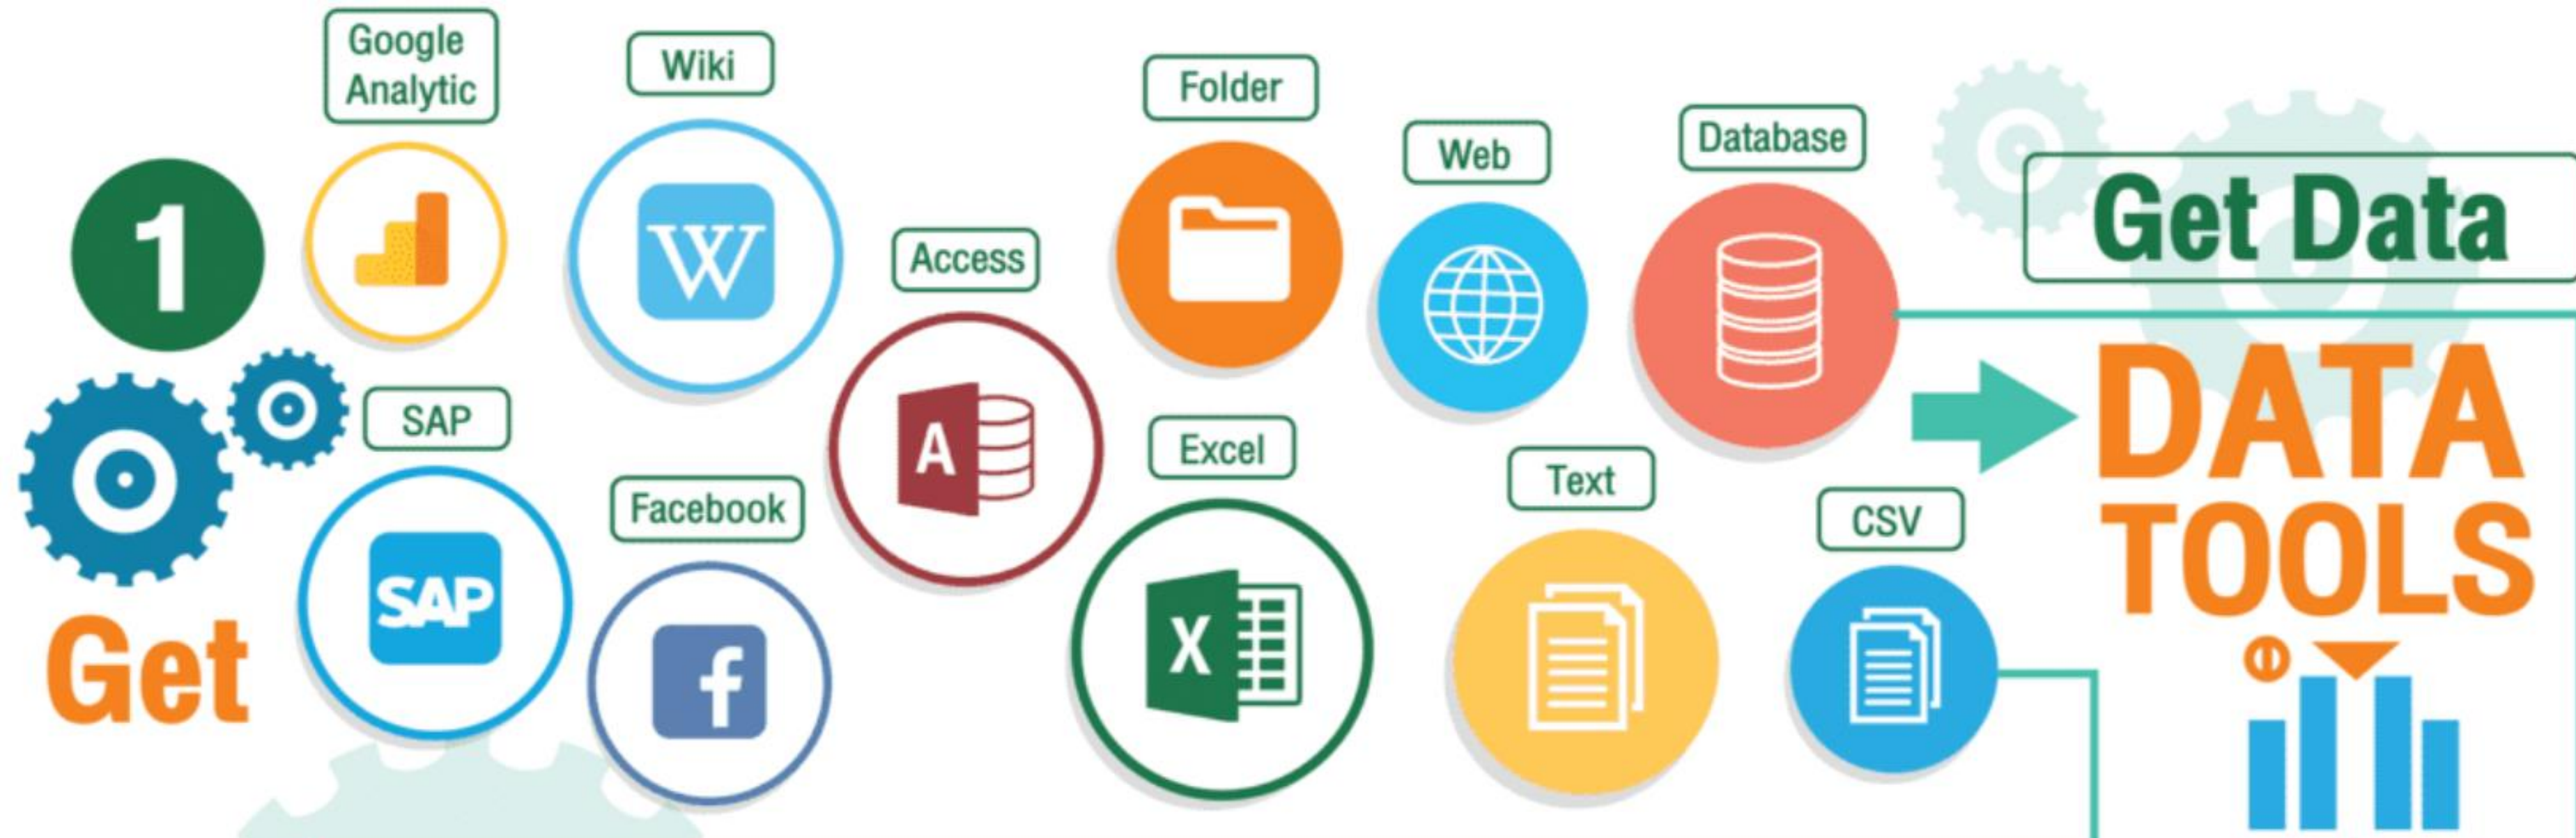 1
Get
Google
Analytic
Wiki
Access
SAP
SAP
Facebook
f
W
A
Folder
Web
Database
Excel
X
Text
CSV
Get Data
DATA
TOOLS